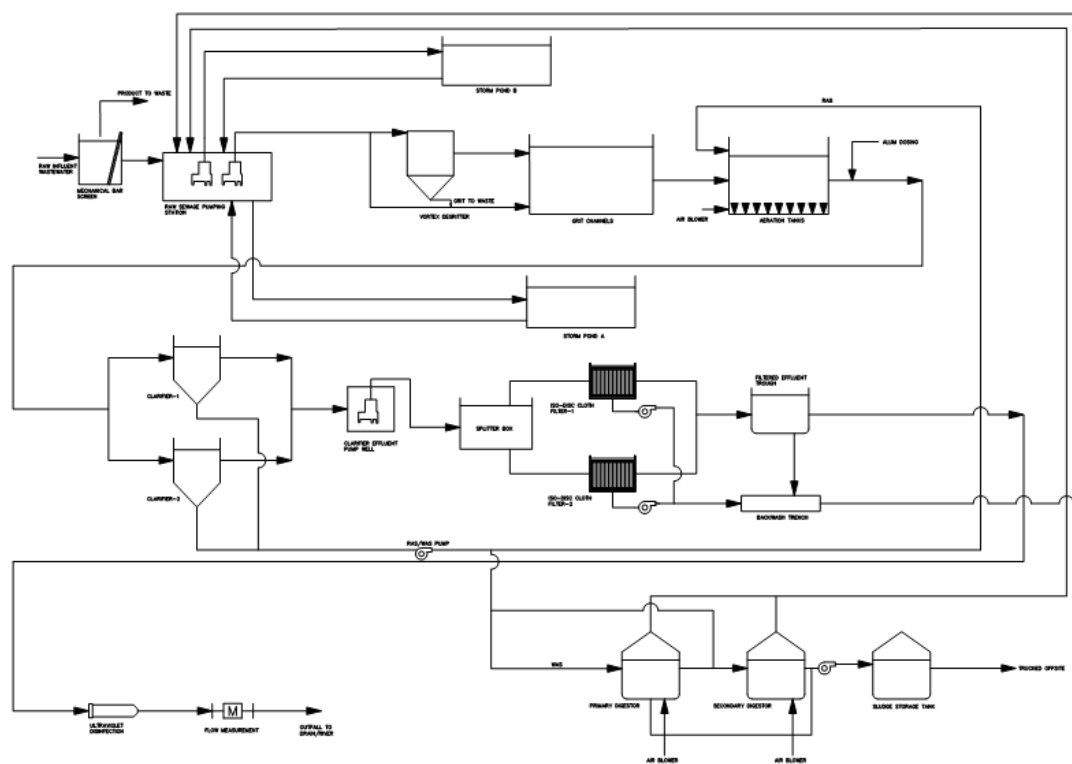 STORM POND B
PRODUCT TO WASTE
RAS
ALUM DOSING
RAW INFLUENT
WASTEWATER
MECHANICAL BAR
SCREEN
RAW SEWAGE PUMPING
STATION
GRIT TO WASTE
VORTEX DEGRITTER
GRIT CHANNELS
AIR BLOWER
AERATION TANKS
STORM POND A
CLARIFIER-1
CLARIFIER-2
CLARIFIER EFFLUENT
PUMP WELL
SPLITTER BOX
ISO-DISC CLOTH
FILTER-1
ISO-DISC CLOTH
FILTER-2
FILTERED EFFLUENT
TROUGH
BACKWASH TRENCH
RAS/WAS PUMP
WAS
PRIMARY DIGESTOR
SECONDARY DIGESTOR
SLUDGE STORAGE TANK
TRUCKED OFFSITE
AIR BLOWER
AIR BLOWER
ULTRAVIOLET
DISINFECTION
M
FLOW MEASUREMENT
OUTFALL TO
DRAIN/RIVER